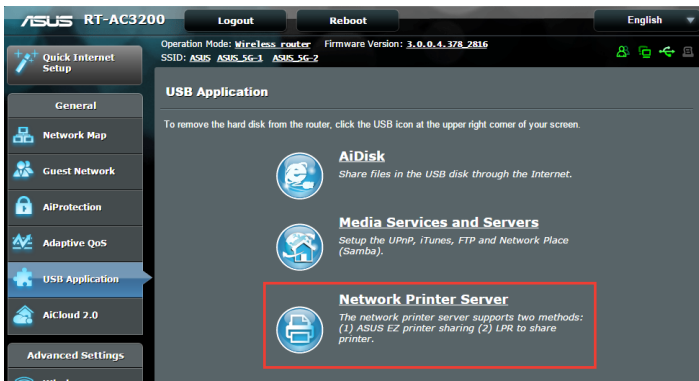 ASUS RT-AC3200
Logout
Reboot
English
Quick Internet
Setup
Operation Mode: Wireless router Firmware Version: 3.0.0.4.378_2816
SSID: ASUS ASUS_5G-1 ASUS_5G-2
General
Network Map
Guest Network
AiProtection
Adaptive QoS
USB Application
AiCloud 2.0
Advanced Settings
USB Application
To remove the hard disk from the router, click the USB icon at the upper right corner of your screen.
AiDisk
Share files in the USB disk through the Internet.
Media Services and Servers
Setup the UPnP, iTunes, FTP and Network Place
(Samba).
Network Printer Server
The network printer server supports two methods:
(1) ASUS EZ printer sharing (2) LPR to share
printer.